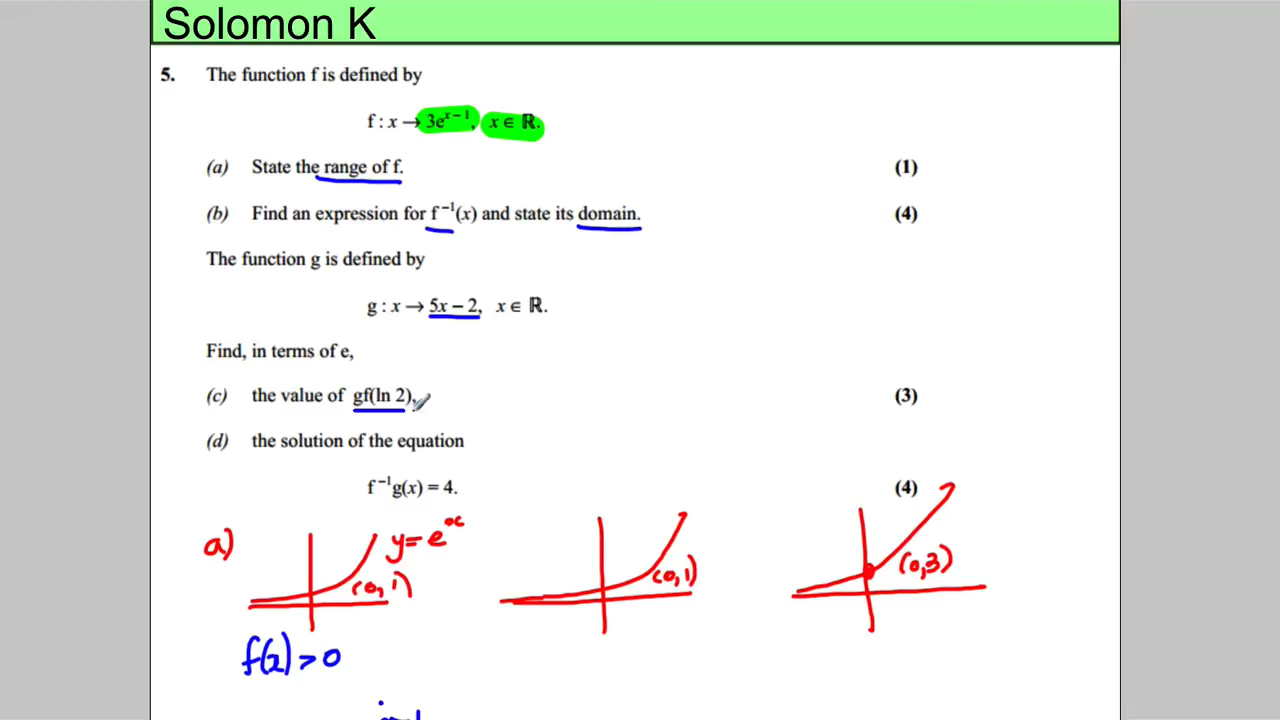 Solomon K
5. The function f is defined by
f : x → 3e^(x – 1), x ∈ ℝ.
(a) State the range of f. (1)
(b) Find an expression for f⁻¹(x) and state its domain. (4)
The function g is defined by
g : x → 5x – 2, x ∈ ℝ.
Find, in terms of e,
(c) the value of gf(ln 2), (3)
(d) the solution of the equation
f⁻¹g(x) = 4. (4)
a) y=e^x
(0,1) (0,1) (0,3)
f(x) > 0